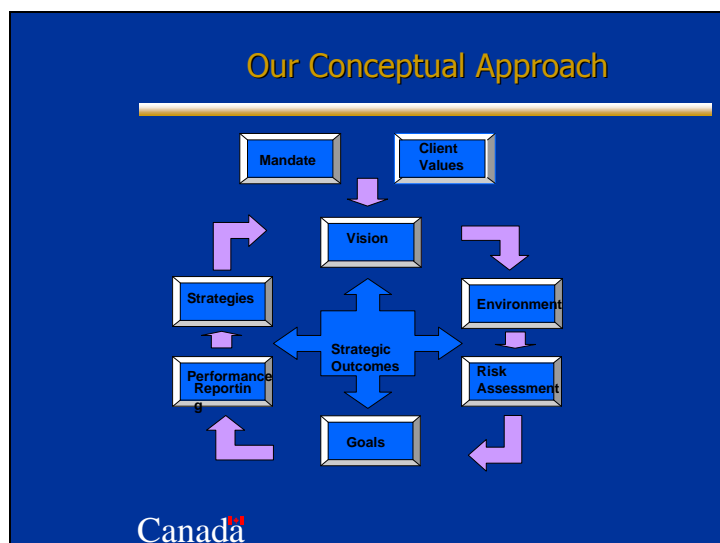 Our Conceptual Approach
Mandate
Client
Values
Vision
Strategies
Environment
Strategic
Outcomes
Performance
Reportin
g
Risk
Assessment
Goals
Canada